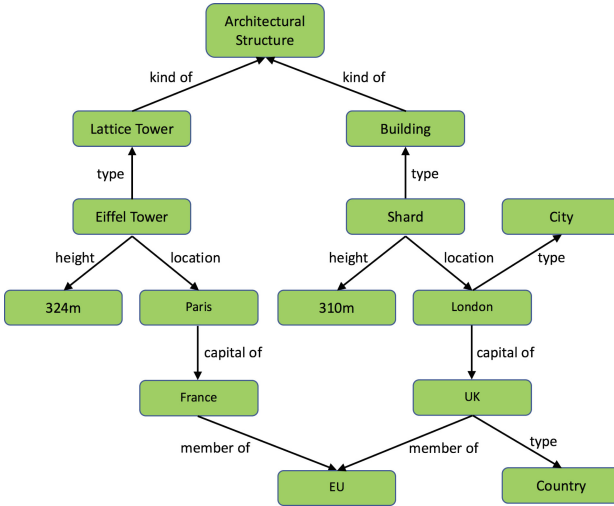 Architectural
Structure
kind of
kind of
Lattice Tower
Building
type
type
Eiffel Tower
Shard
City
height
location
height
location
type
324m
Paris
310m
London
capital of
capital of
France
UK
member of
member of
type
EU
Country